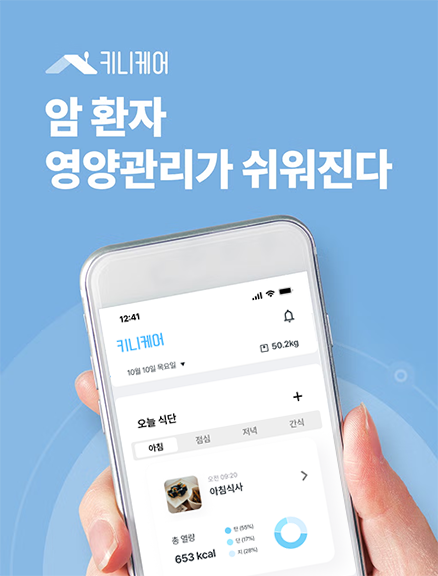 키니케어
암 환자
영양관리가 쉬워진다
12:41
키니케어
10월 10일 목요일 ▼
50.2kg
오늘 식단
+
아침 점심 저녁 간식
오전 09:20
아침식사
총 열량
653 kcal
탄 (55%)
단 (17%)
지 (28%)